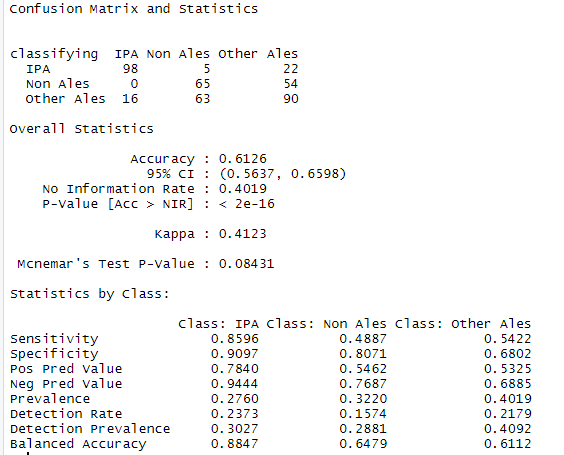 Confusion Matrix and Statistics
classifying IPA Non Ales Other Ales
IPA 98 5 22
Non Ales 0 65 54
Other Ales 16 63 90
Overall Statistics
Accuracy : 0.6126
95% CI : (0.5637, 0.6598)
No Information Rate : 0.4019
P-Value [Acc > NIR] : < 2e-16
Kappa : 0.4123
Mcnemar's Test P-Value : 0.08431
Statistics by Class:
Class: IPA Class: Non Ales Class: Other Ales
Sensitivity 0.8596 0.4887 0.5422
Specificity 0.9097 0.8071 0.6802
Pos Pred Value 0.7840 0.5462 0.5325
Neg Pred Value 0.9444 0.7687 0.6885
Prevalence 0.2760 0.3220 0.4019
Detection Rate 0.2373 0.1574 0.2179
Detection Prevalence 0.3027 0.2881 0.4092
Balanced Accuracy 0.8847 0.6479 0.6112